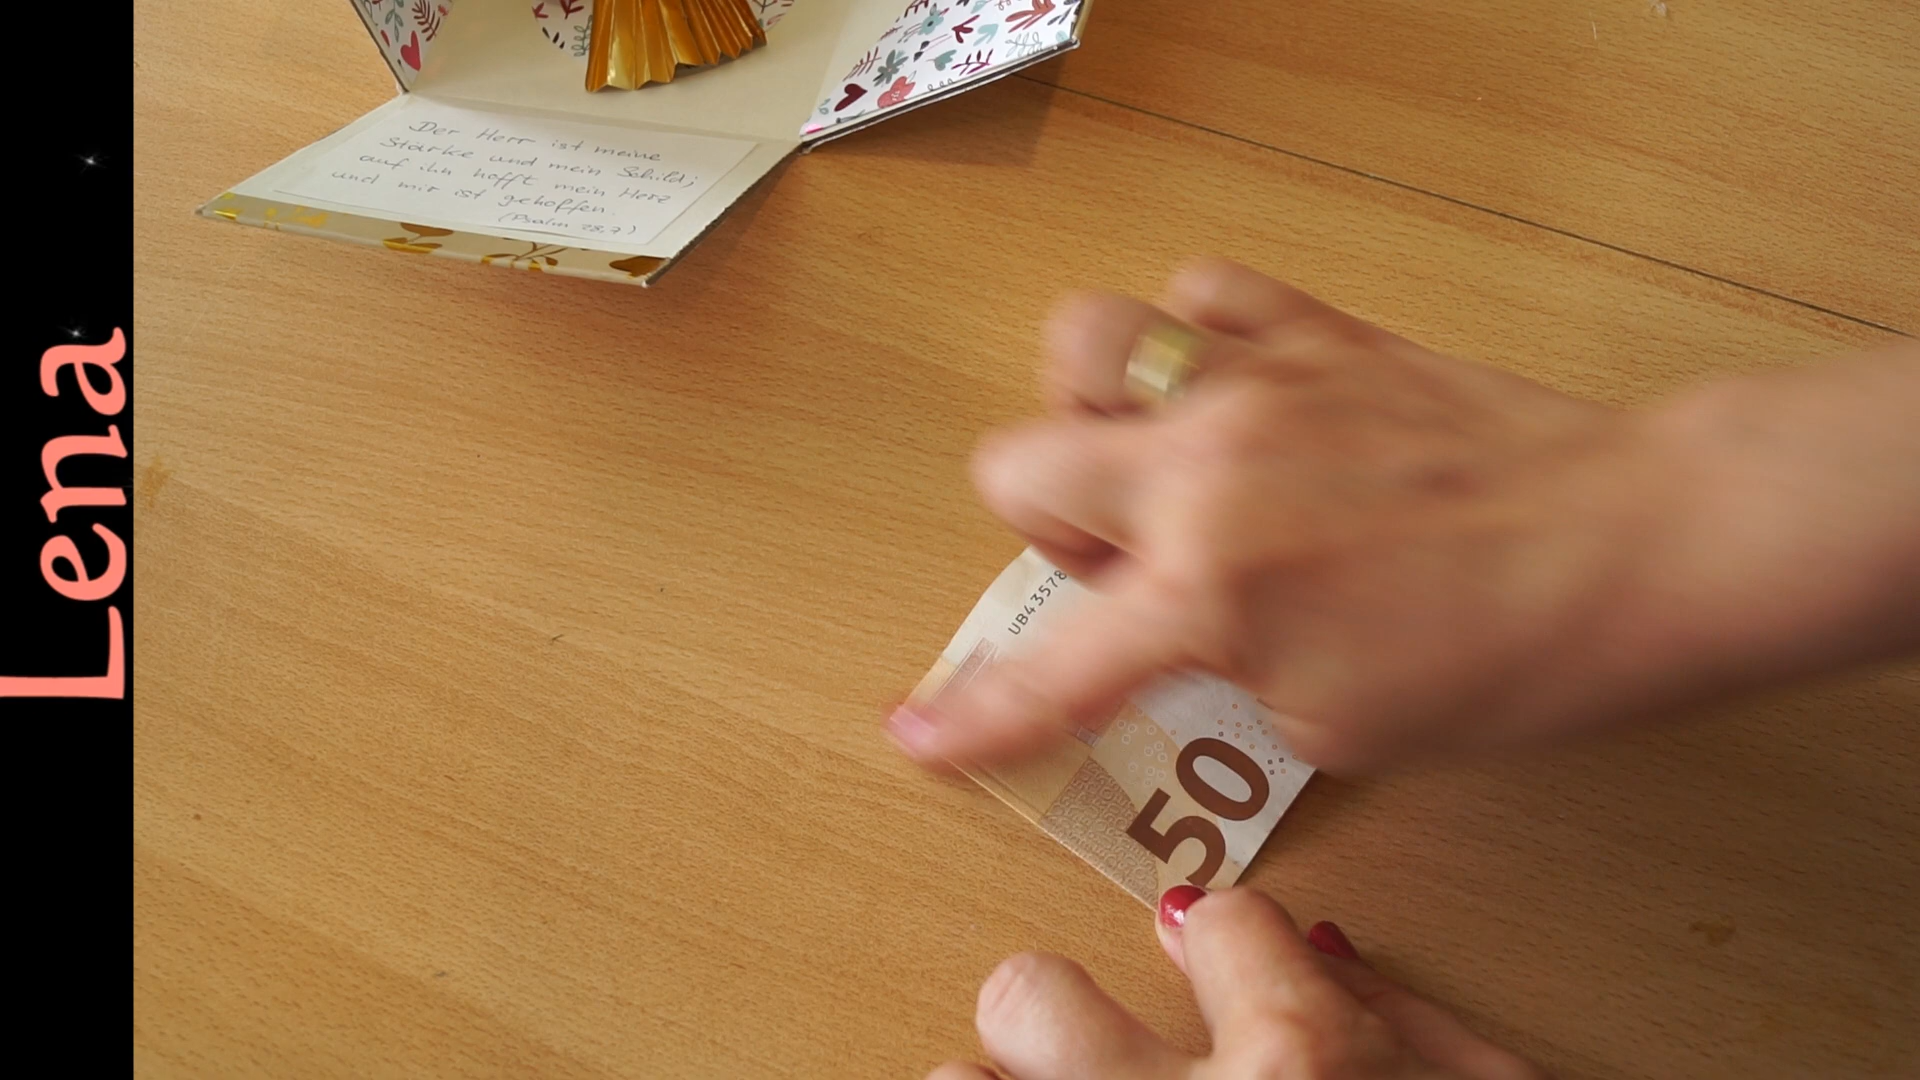 Lena
Der Herr ist meine
Stärke und mein Schild;
auf ihn hofft mein Herz
und mir ist geholfen.
(Psalm 28,7)
UB43578
50